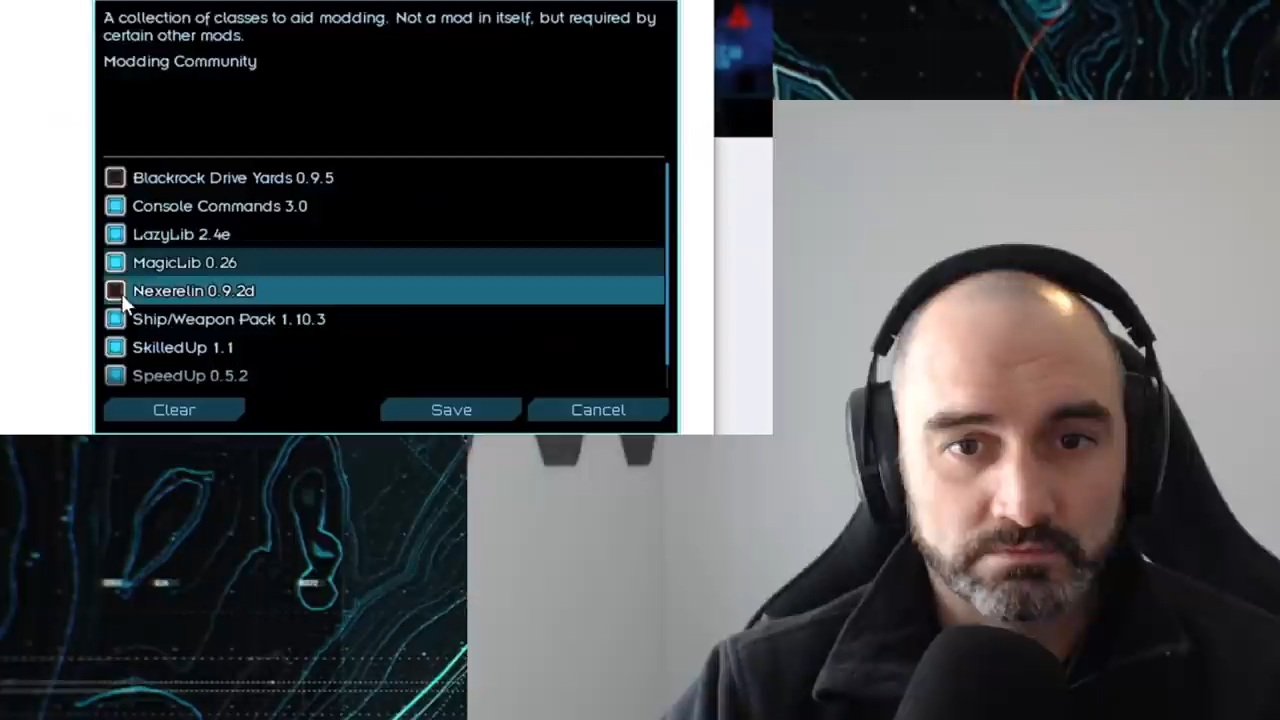 A collection of classes to aid modding. Not a mod in itself, but required by
certain other mods.
Modding Community
Blackrock Drive Yards 0.9.5
Console Commands 3.0
LazyLib 2.4e
MagicLib 0.26
Nexerelin 0.9.2d
Ship/Weapon Pack 1.10.3
SkilledUp 1.1
SpeedUp 0.5.2
Clear
Save
Cancel